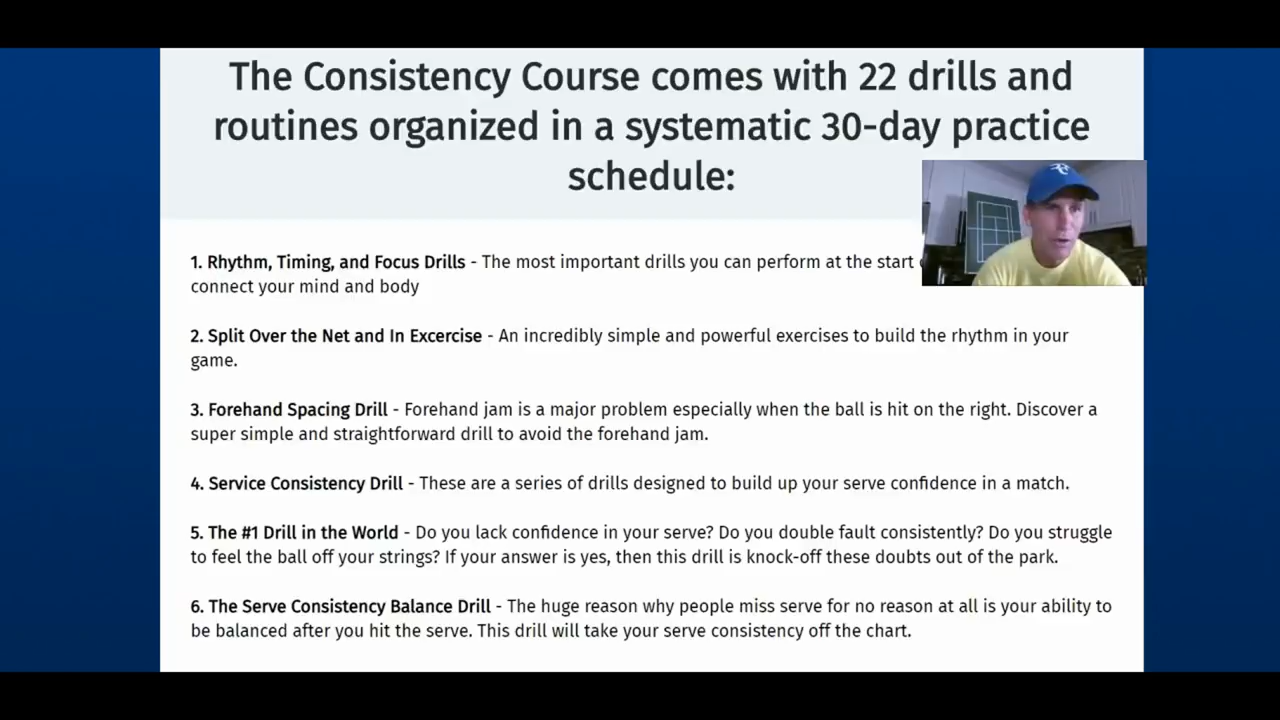 The Consistency Course comes with 22 drills and
routines organized in a systematic 30-day practice
schedule:
1. Rhythm, Timing, and Focus Drills - The most important drills you can perform at the start
connect your mind and body
2. Split Over the Net and In Excercise - An incredibly simple and powerful exercises to build the rhythm in your
game.
3. Forehand Spacing Drill - Forehand jam is a major problem especially when the ball is hit on the right. Discover a
super simple and straightforward drill to avoid the forehand jam.
4. Service Consistency Drill - These are a series of drills designed to build up your serve confidence in a match.
5. The #1 Drill in the World - Do you lack confidence in your serve? Do you double fault consistently? Do you struggle
to feel the ball off your strings? If your answer is yes, then this drill is knock-off these doubts out of the park.
6. The Serve Consistency Balance Drill - The huge reason why people miss serve for no reason at all is your ability to
be balanced after you hit the serve. This drill will take your serve consistency off the chart.